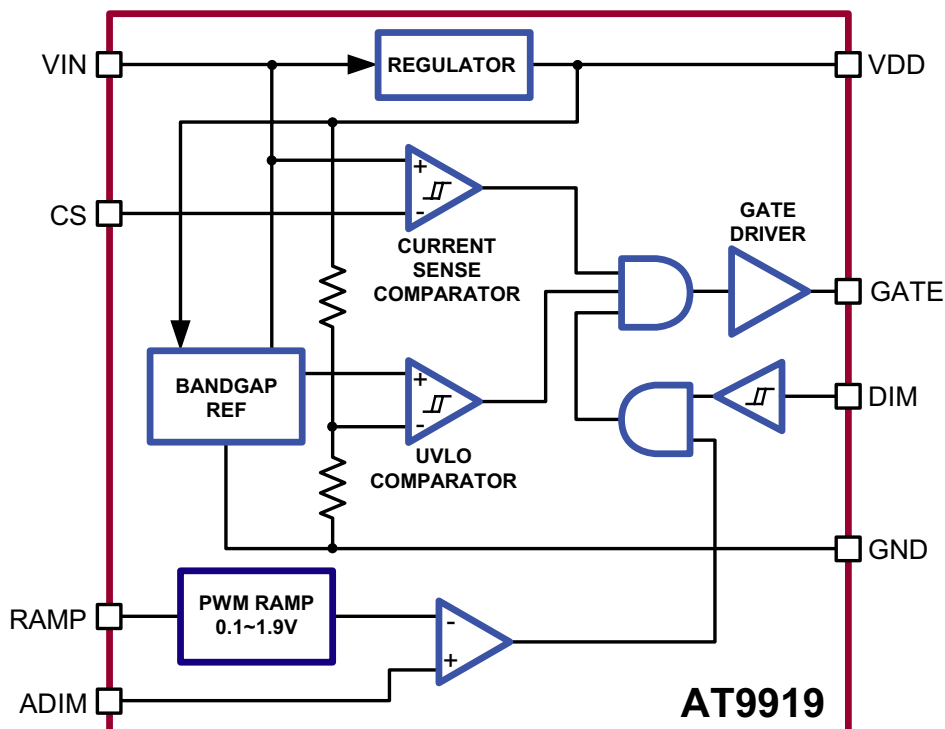 VIN
REGULATOR
VDD
+
-
CS
CURRENT
SENSE
COMPARATOR
GATE
DRIVER
GATE
BANDGAP
REF
+
-
UVLO
COMPARATOR
DIM
GND
RAMP
PWM RAMP
0.1~1.9V
-
+
ADIM
AT9919